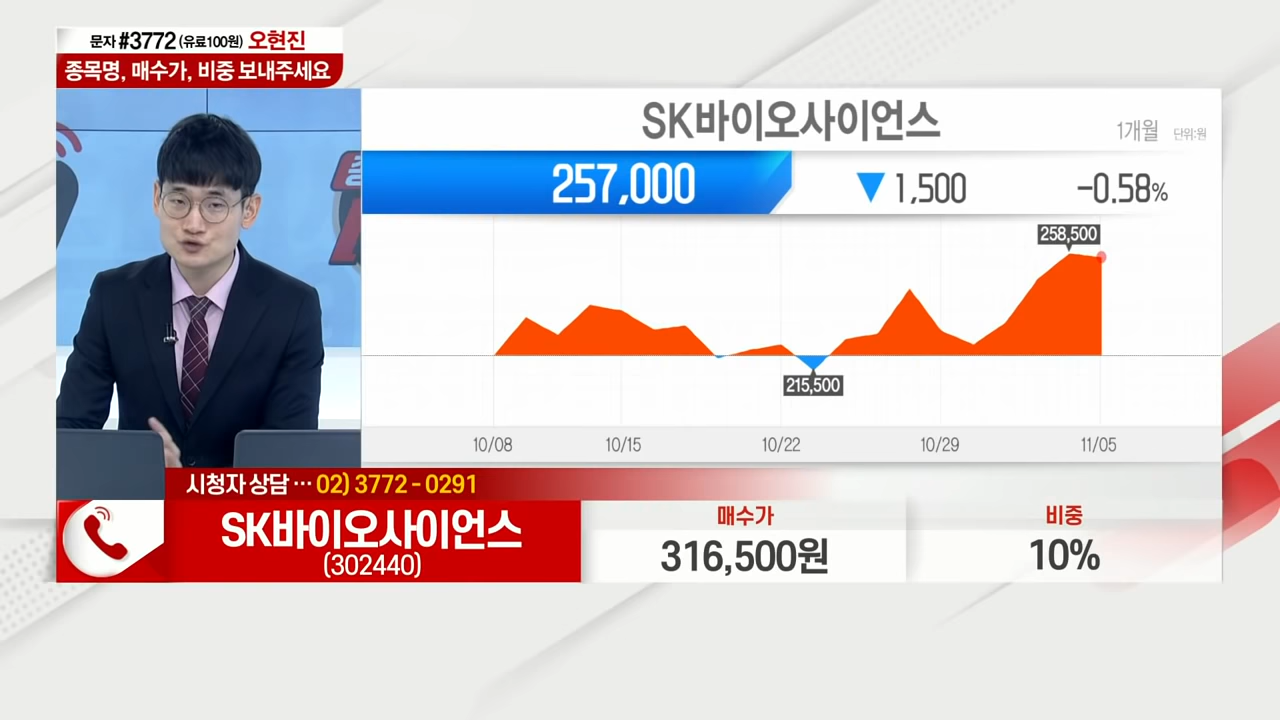 문자 #3772 (유료100원) 오현진
종목명, 매수가, 비중 보내주세요
SK바이오사이언스
1개월 단위:원
257,000 ▼ 1,500 -0.58%
258,500
215,500
10/08 10/15 10/22 10/29 11/05
시청자 상담 … 02) 3772 - 0291
SK바이오사이언스
(302440)
매수가
316,500원
비중
10%